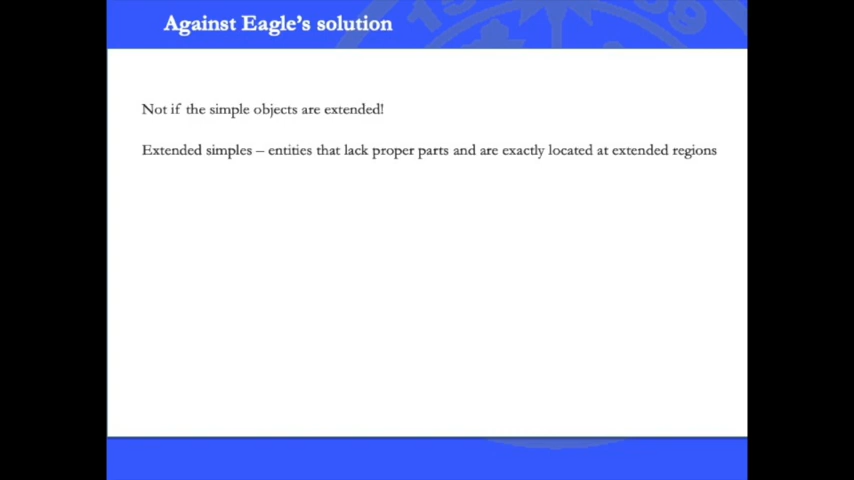 Against Eagle's solution
Not if the simple objects are extended!
Extended simples – entities that lack proper parts and are exactly located at extended regions